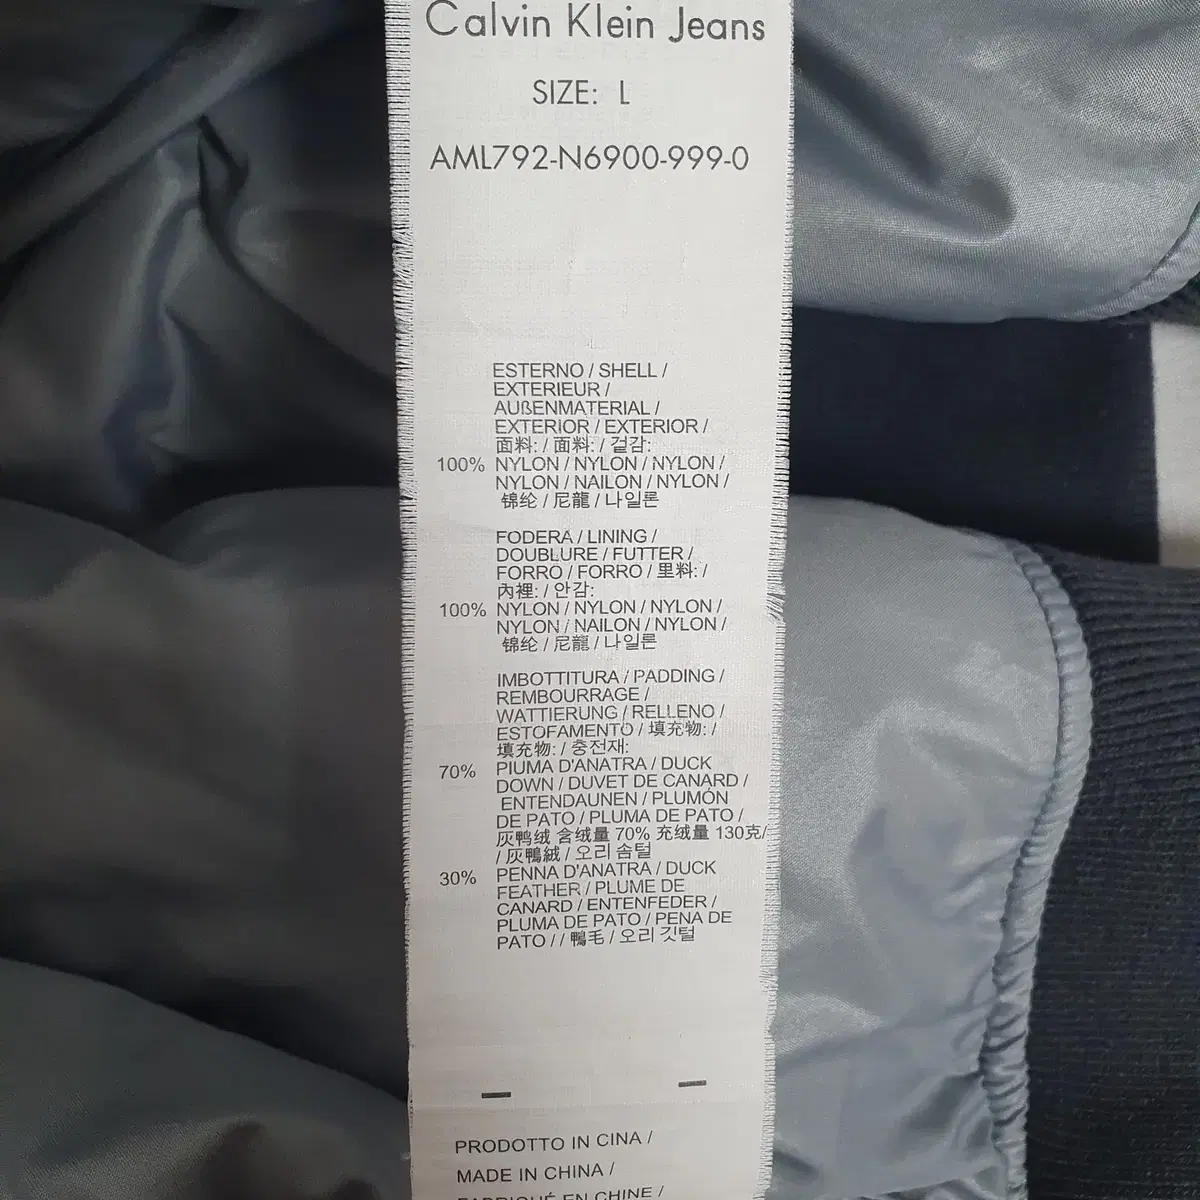 Calvin Klein Jeans
SIZE: L
AML792-N6900-999-0
ESTERNO / SHELL /
EXTERIEUR /
AUßENMATERIAL /
EXTERIOR / EXTERIOR /
面料: / 面料: / 겉감:
100% NYLON / NYLON / NYLON /
NYLON / NAILON / NYLON /
锦纶 / 尼龍 / 나일론
FODERA / LINING /
DOUBLURE / FUTTER /
FORRO / FORRO / 里料: /
內裡: / 안감:
100% NYLON / NYLON / NYLON /
NYLON / NAILON / NYLON /
锦纶 / 尼龍 / 나일론
IMBOTTITURA / PADDING /
REMBOURRAGE /
WATTIERUNG / RELLENO /
ESTOFAMENTO / 填充物: /
填充物: / 충전재:
70% PIUMA D'ANATRA / DUCK
DOWN / DUVET DE CANARD /
ENTENDAUNEN / PLUMÓN
DE PATO / PLUMA DE PATO /
灰鸭绒 含绒量 70% 充绒量 130克/
/ 灰鴨絨 / 오리 솜털
30% PENNA D'ANATRA / DUCK
FEATHER / PLUME DE
CANARD / ENTENFEDER /
PLUMA DE PATO / PENA DE
PATO / / 鴨毛 / 오리 깃털
PRODOTTO IN CINA /
MADE IN CHINA /
FABRIQUÉ EN CHINE /